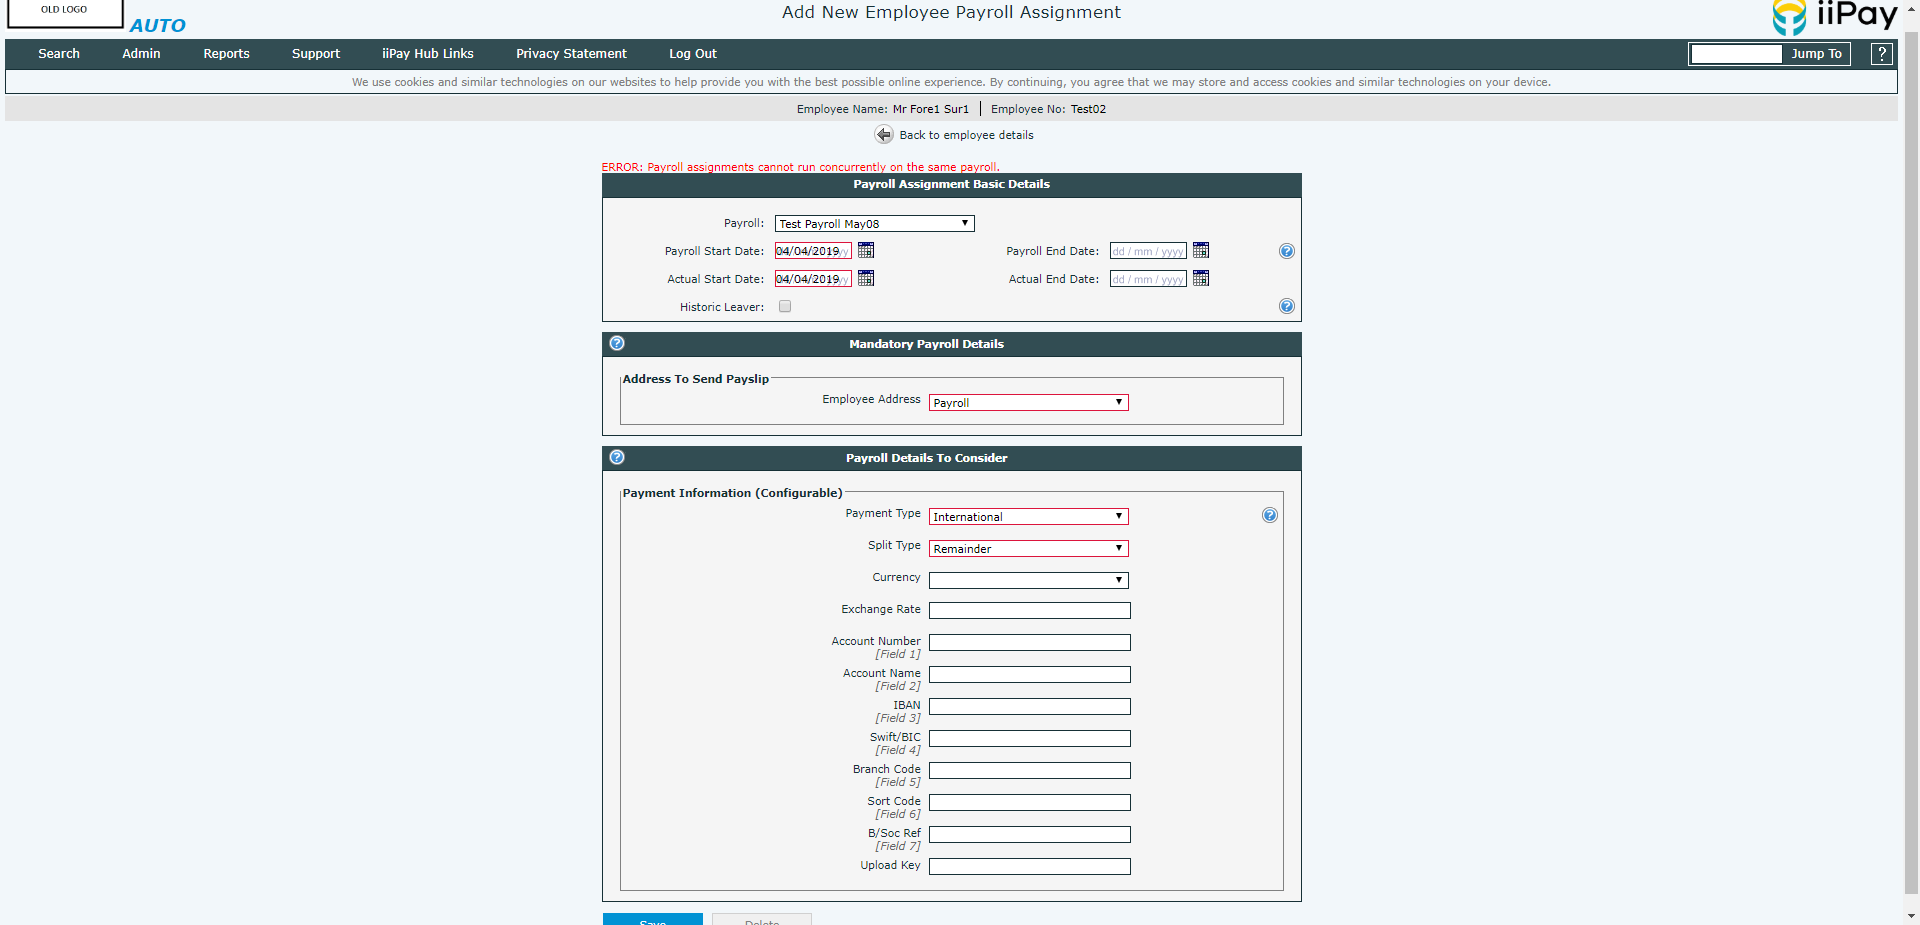 OLD LOGO
AUTO
Add New Employee Payroll Assignment
iiPay
Search Admin Reports Support iiPay Hub Links Privacy Statement Log Out Jump To ?
We use cookies and similar technologies on our websites to help provide you with the best possible online experience. By continuing, you agree that we may store and access cookies and similar technologies on your device.
Employee Name: Mr Fore1 Sur1 Employee No: Test02
Back to employee details
ERROR: Payroll assignments cannot run concurrently on the same payroll.
Payroll Assignment Basic Details
Payroll: Test Payroll May08
Payroll Start Date: 04/04/2019 Payroll End Date: dd / mm / yyyy ?
Actual Start Date: 04/04/2019 Actual End Date: dd / mm / yyyy
Historic Leaver: ?
? Mandatory Payroll Details
Address To Send Payslip
Employee Address Payroll
? Payroll Details To Consider
Payment Information (Configurable)
Payment Type International ?
Split Type Remainder
Currency
Exchange Rate
Account Number
[Field 1]
Account Name
[Field 2]
IBAN
[Field 3]
Swift/BIC
[Field 4]
Branch Code
[Field 5]
Sort Code
[Field 6]
B/Soc Ref
[Field 7]
Upload Key
Save Delete